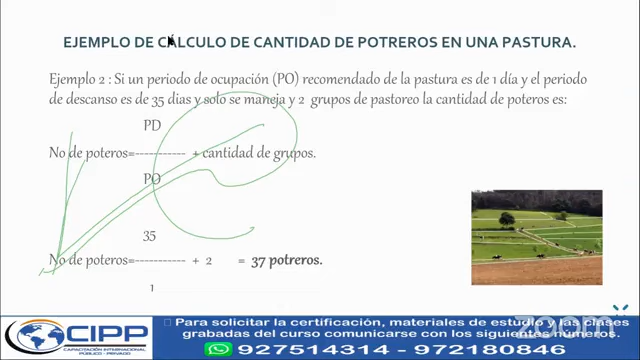 EJEMPLO DE CÁLCULO DE CANTIDAD DE POTREROS EN UNA PASTURA.
Ejemplo 2 : Si un periodo de ocupación (PO) recomendado de la pastura es de 1 día y el periodo
de descanso es de 35 dias y solo se maneja y 2 grupos de pastoreo la cantidad de poteros es:
PD
No de poteros=----------- + cantidad de grupos.
PO
35
No de poteros=----------- + 2 = 37 potreros.
1
zoom
CIPP
CAPACITACIÓN INTERNACIONAL
PÚBLICO - PRIVADO
Para solicitar la certificación, materiales de estudio y las clases
grabadas del curso comunicarse con los siguientes números.
927514314 - 972180846